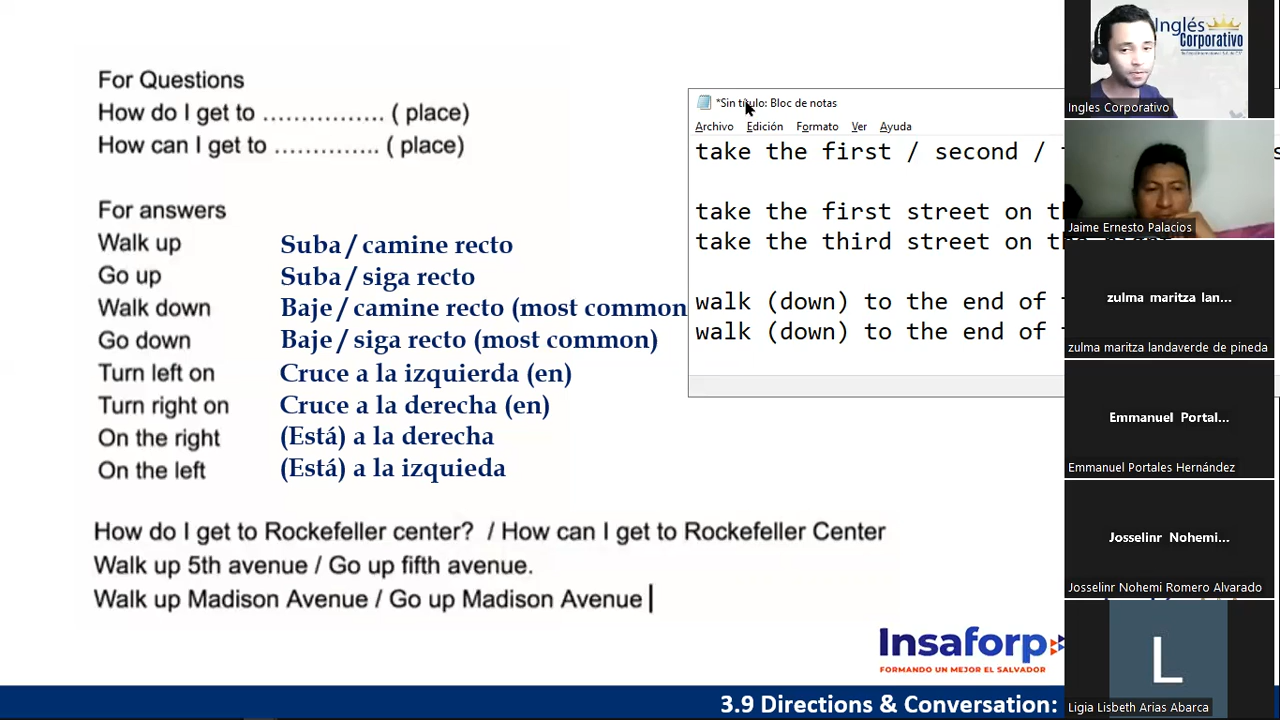 For Questions
How do I get to ……………. ( place)
How can I get to ………….. ( place)
For answers
Walk up Suba / camine recto
Go up Suba / siga recto
Walk down Baje / camine recto (most common
Go down Baje / siga recto (most common)
Turn left on Cruce a la izquierda (en)
Turn right on Cruce a la derecha (en)
On the right (Está) a la derecha
On the left (Está) a la izquieda
How do I get to Rockefeller center? / How can I get to Rockefeller Center
Walk up 5th avenue / Go up fifth avenue.
Walk up Madison Avenue / Go up Madison Avenue
*Sin título: Bloc de notas
Archivo Edición Formato Ver Ayuda
take the first / second /
take the first street on
take the third street on
walk (down) to the end of
walk (down) to the end of
Insaforp
FORMANDO UN MEJOR EL SALVADOR
3.9 Directions & Conversation:
Inglés
Corporativo
Ingles Corporativo
Jaime Ernesto Palacios
zulma maritza lan...
zulma maritza landaverde de pineda
Emmanuel Portal...
Emmanuel Portales Hernández
Josselinr Nohemi...
Josselinr Nohemi Romero Alvarado
L
Ligia Lisbeth Arias Abarca